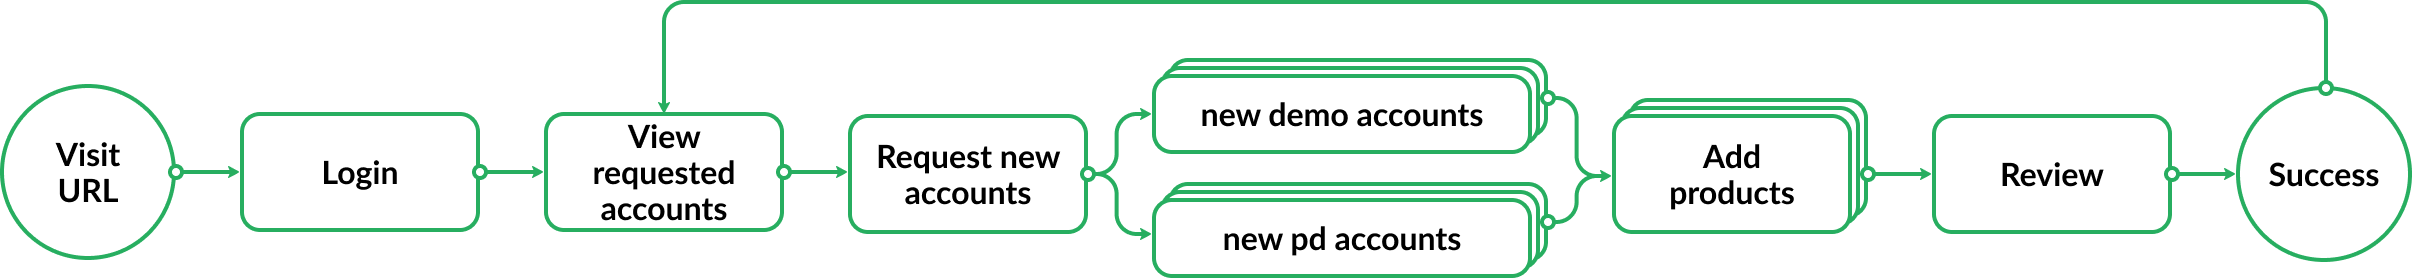 Visit
URL
Login
View
requested
accounts
Request new
accounts
new demo accounts
new pd accounts
Add
products
Review
Success